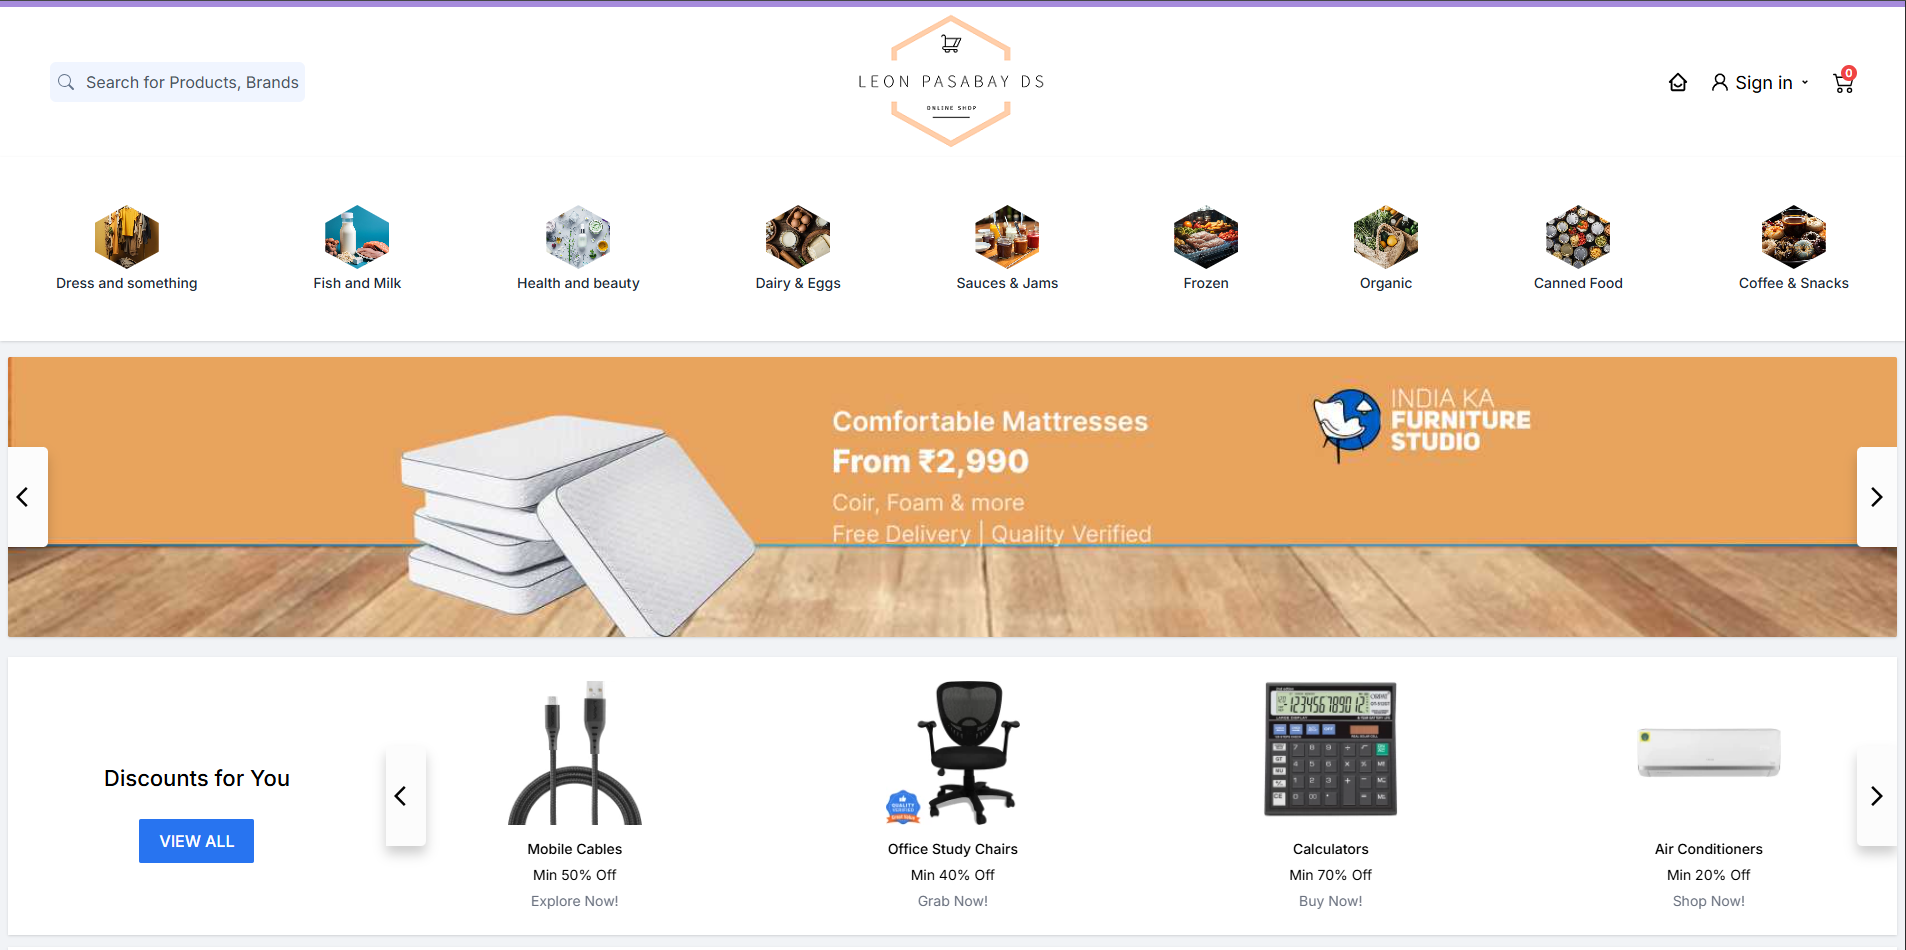 Search for Products, Brands
LEON PASABAY DS
ONLINE SHOP
Sign in
0
Dress and something
Fish and Milk
Health and beauty
Dairy & Eggs
Sauces & Jams
Frozen
Organic
Canned Food
Coffee & Snacks
Comfortable Mattresses
From ₹2,990
Coir, Foam & more
Free Delivery | Quality Verified
INDIA KA
FURNITURE
STUDIO
Discounts for You
VIEW ALL
Mobile Cables
Min 50% Off
Explore Now!
QUALITY
VERIFIED
Office Study Chairs
Min 40% Off
Grab Now!
123456789012
Calculators
Min 70% Off
Buy Now!
Air Conditioners
Min 20% Off
Shop Now!